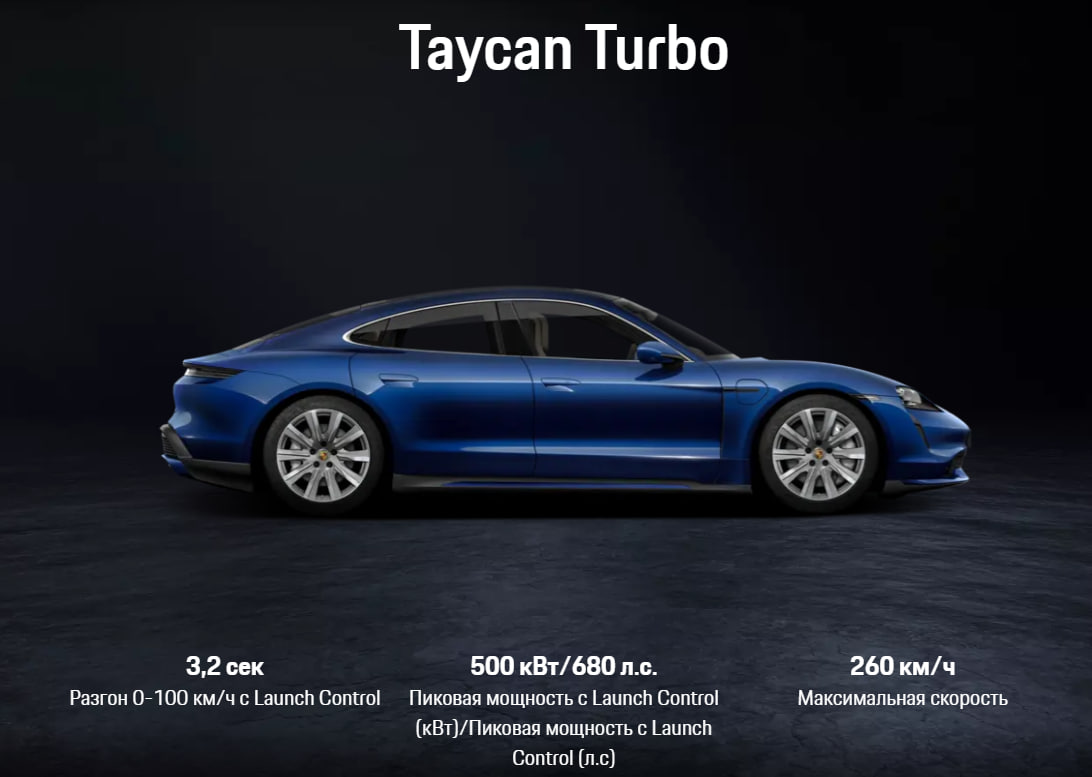 Taycan Turbo
3,2 сек
Разгон 0-100 км/ч с Launch Control
500 кВт/680 л.с.
Пиковая мощность с Launch Control
(кВт)/Пиковая мощность с Launch
Control (л.с)
260 км/ч
Максимальная скорость